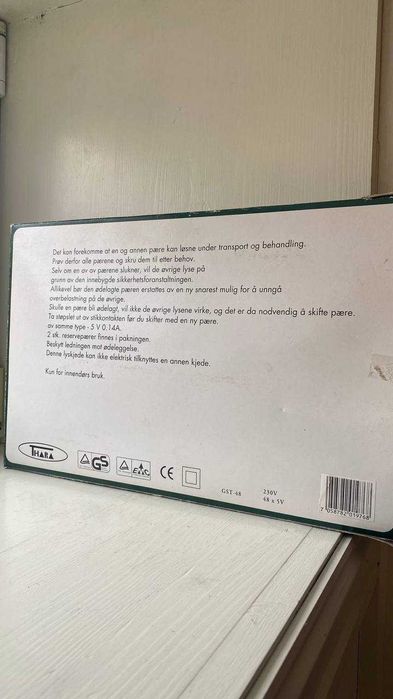 Det kan forekomme at en og annen pære kan løsne under transport og behandling.
Prøv derfor alle pærene og skru dem til etter behov.
Selv om en av av pærene slukner, vil de øvrige lyse på
grunn av den innebygde sikkerhetsforanstaltningen.
Allikevel bør den ødelagte pæren erstattes av en ny snarest mulig for å unngå
overbelastning på de øvrige.
Skulle en pære bli ødelagt, vil ikke de øvrige lysene virke, og det er da nødvendig å skifte pære.
Ta støpslet ut av stikkontakten før du skifter med en ny pære.
av samme type - 5 V 0,14A.
2 stk. reservepærer finnes i pakningen.
Beskytt ledningen mot ødeleggelse.
Denne lyskjede kan ikke elektrisk tilknyttes en annen kjede.
Kun for innendørs bruk.
THARA
GS
EMC
CE
GST-48
230V
48 x 5V
7 058782 019768